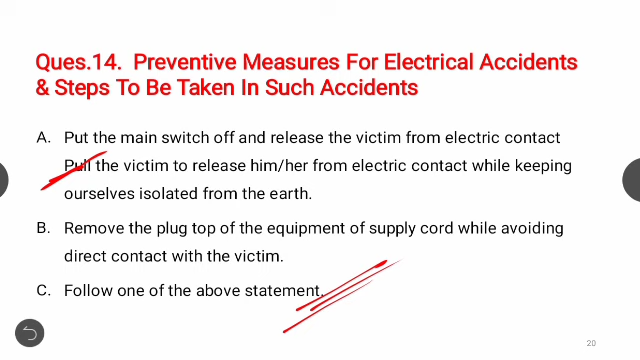 Ques.14. Preventive Measures For Electrical Accidents
& Steps To Be Taken In Such Accidents
A. Put the main switch off and release the victim from electric contact
Pull the victim to release him/her from electric contact while keeping
ourselves isolated from the earth.
B. Remove the plug top of the equipment of supply cord while avoiding
direct contact with the victim.
C. Follow one of the above statement.
20